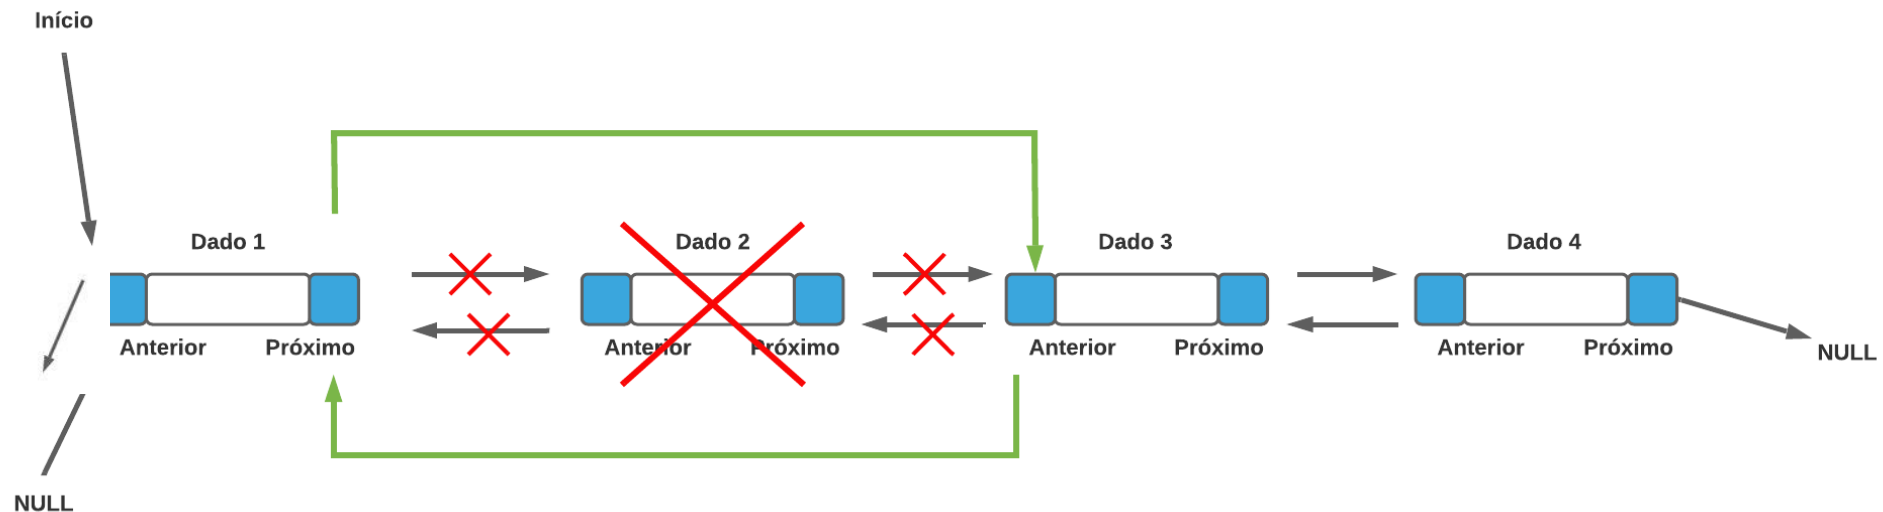 Início
Dado 1
Dado 2
Dado 3
Dado 4
Anterior Próximo
Anterior Próximo
Anterior Próximo
Anterior Próximo
NULL
NULL